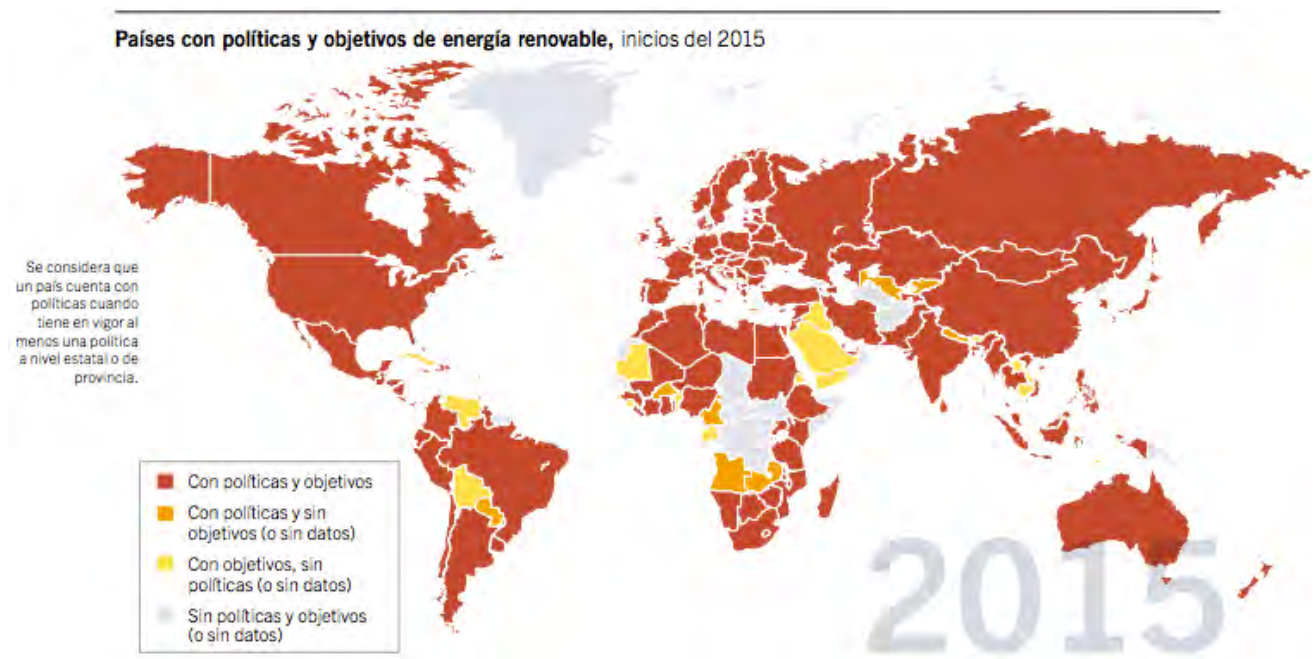 Países con políticas y objetivos de energía renovable, inicios del 2015
Se considera que
un país cuenta con
políticas cuando
tiene en vigor al
menos una política
a nivel estatal o de
provincia.
Con políticas y objetivos
Con políticas y sin
objetivos (o sin datos)
Con objetivos, sin
políticas (o sin datos)
Sin políticas y objetivos
(o sin datos)
2015